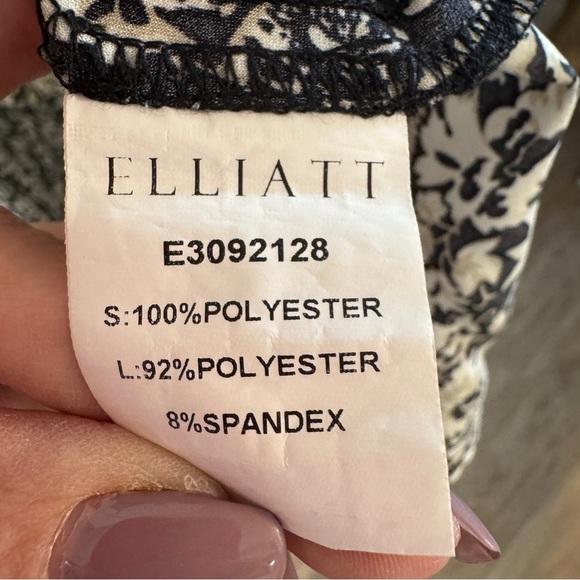 ELLIATT
E3092128
S:100%POLYESTER
L:92%POLYESTER
8%SPANDEX